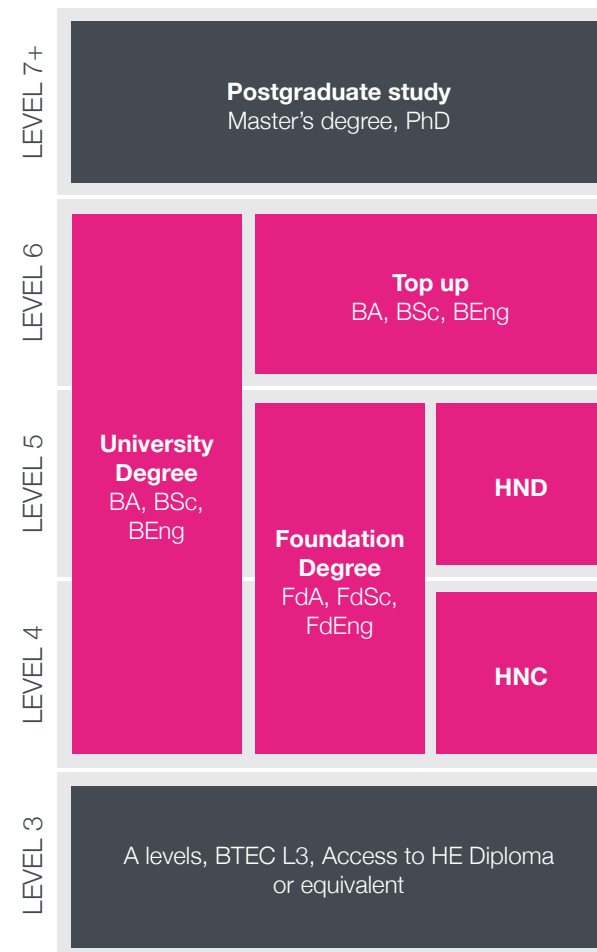 LEVEL 7+
Postgraduate study
Master’s degree, PhD
LEVEL 6
Top up
BA, BSc, BEng
LEVEL 5
University
Degree
BA, BSc,
BEng
Foundation
Degree
FdA, FdSc,
FdEng
HND
LEVEL 4
HNC
LEVEL 3
A levels, BTEC L3, Access to HE Diploma
or equivalent